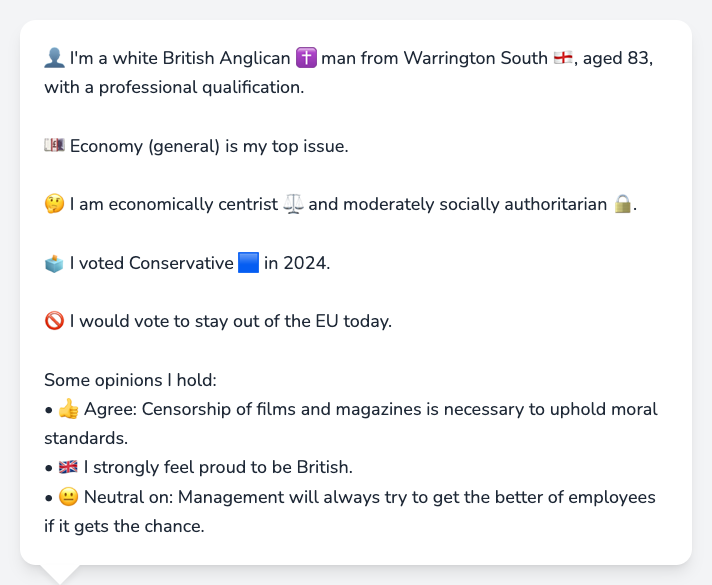 👤 I'm a white British Anglican ✝️ man from Warrington South 🏴󠁧󠁢󠁥󠁮󠁧󠁿, aged 83,
with a professional qualification.
💷 Economy (general) is my top issue.
🤔 I am economically centrist ⚖️ and moderately socially authoritarian 🔒.
🗳️ I voted Conservative 🟦 in 2024.
🚫 I would vote to stay out of the EU today.
Some opinions I hold:
• 👍 Agree: Censorship of films and magazines is necessary to uphold moral
standards.
• 🇬🇧 I strongly feel proud to be British.
• 😐 Neutral on: Management will always try to get the better of employees
if it gets the chance.